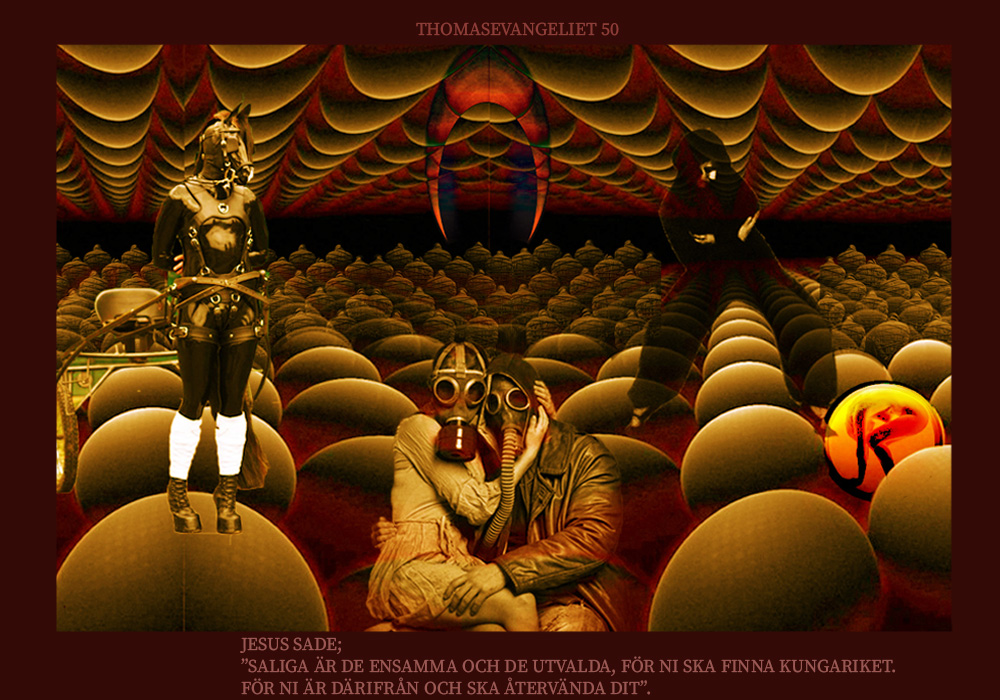 THOMASEVANGELIET 50
JESUS SADE;
”SALIGA ÄR DE ENSAMMA OCH DE UTVALDA, FÖR NI SKA FINNA KUNGARIKET.
FÖR NI ÄR DÄRIFRÅN OCH SKA ÅTERVÄNDA DIT”.